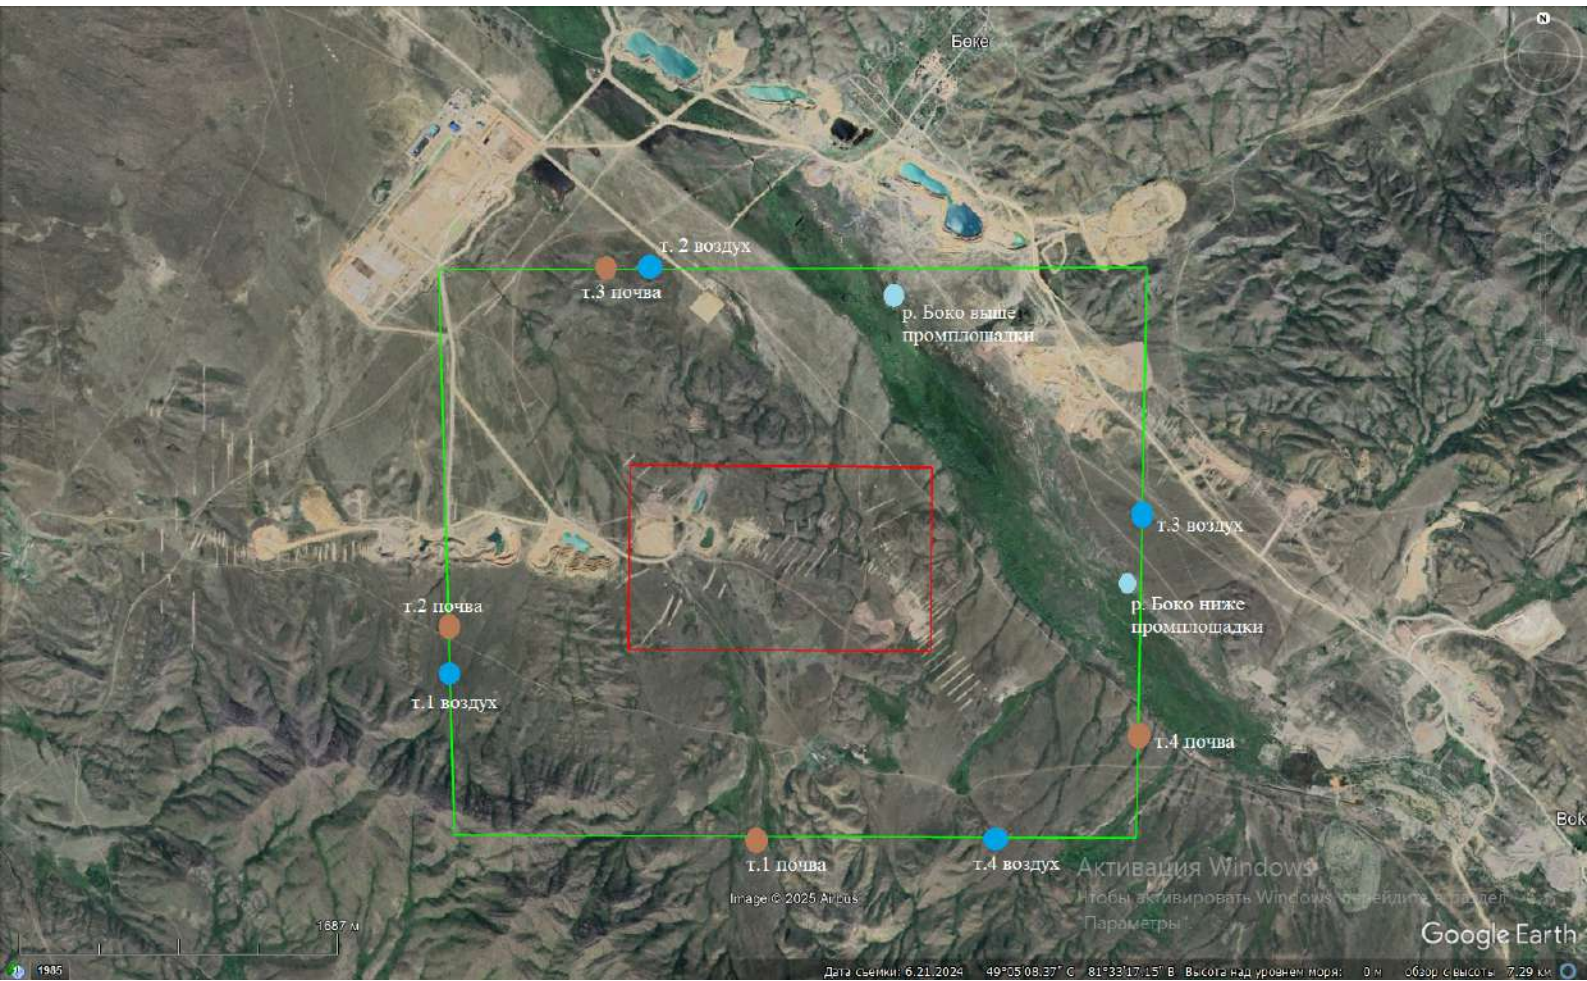 N
Бөке
т. 2 воздух
т.3 почва
р. Боко выше
промплощадки
т.3 воздух
т.2 почва
р. Боко ниже
промплощадки
т.1 воздух
т.4 почва
т.1 почва
т.4 воздух
Активация Windows
Чтобы активировать Windows, перейдите в раздел
"Параметры".
Image © 2025 Airbus
1687 м
Google Earth
1985
Дата съемки: 6.21.2024 49°05'08.37" С 81°33'17.15" В Высота над уровнем моря: 0 м обзор с высоты 7.29 км